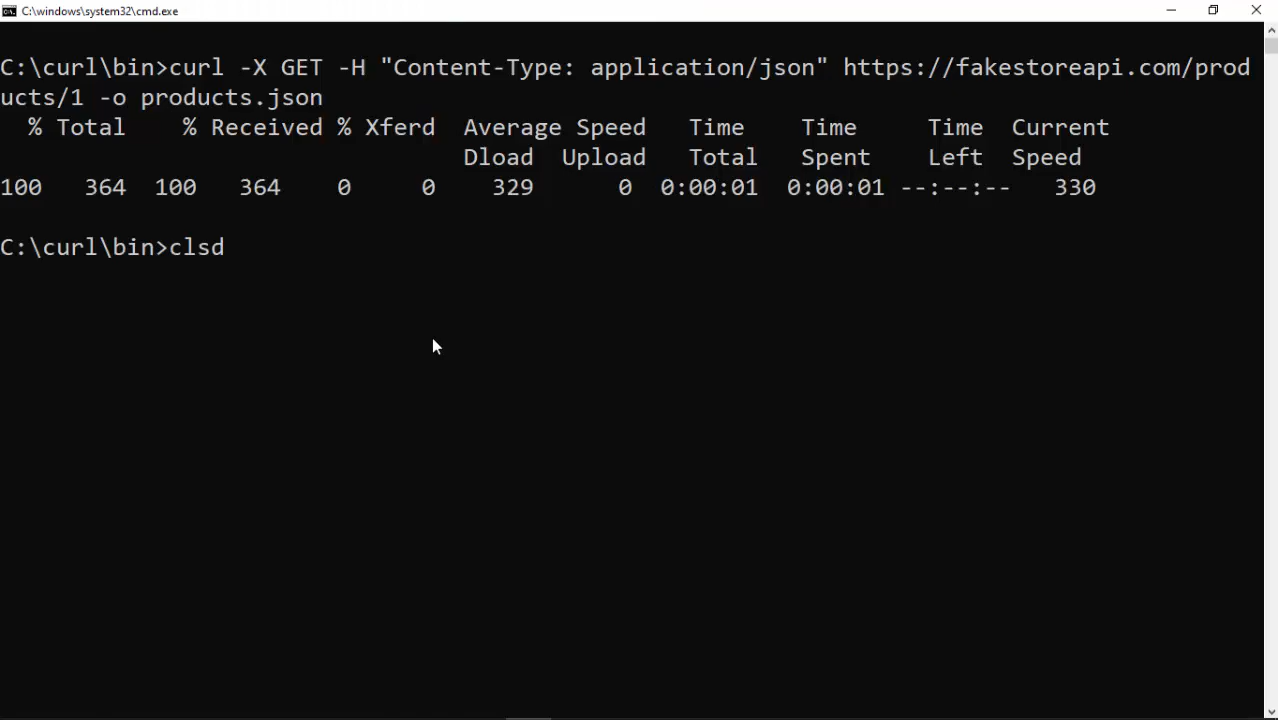 C:\windows\system32\cmd.exe
C:\curl\bin>curl -X GET -H "Content-Type: application/json" https://fakestoreapi.com/prod
ucts/1 -o products.json
% Total % Received % Xferd Average Speed Time Time Time Current
Dload Upload Total Spent Left Speed
100 364 100 364 0 0 329 0 0:00:01 0:00:01 --:--:-- 330
C:\curl\bin>clsd